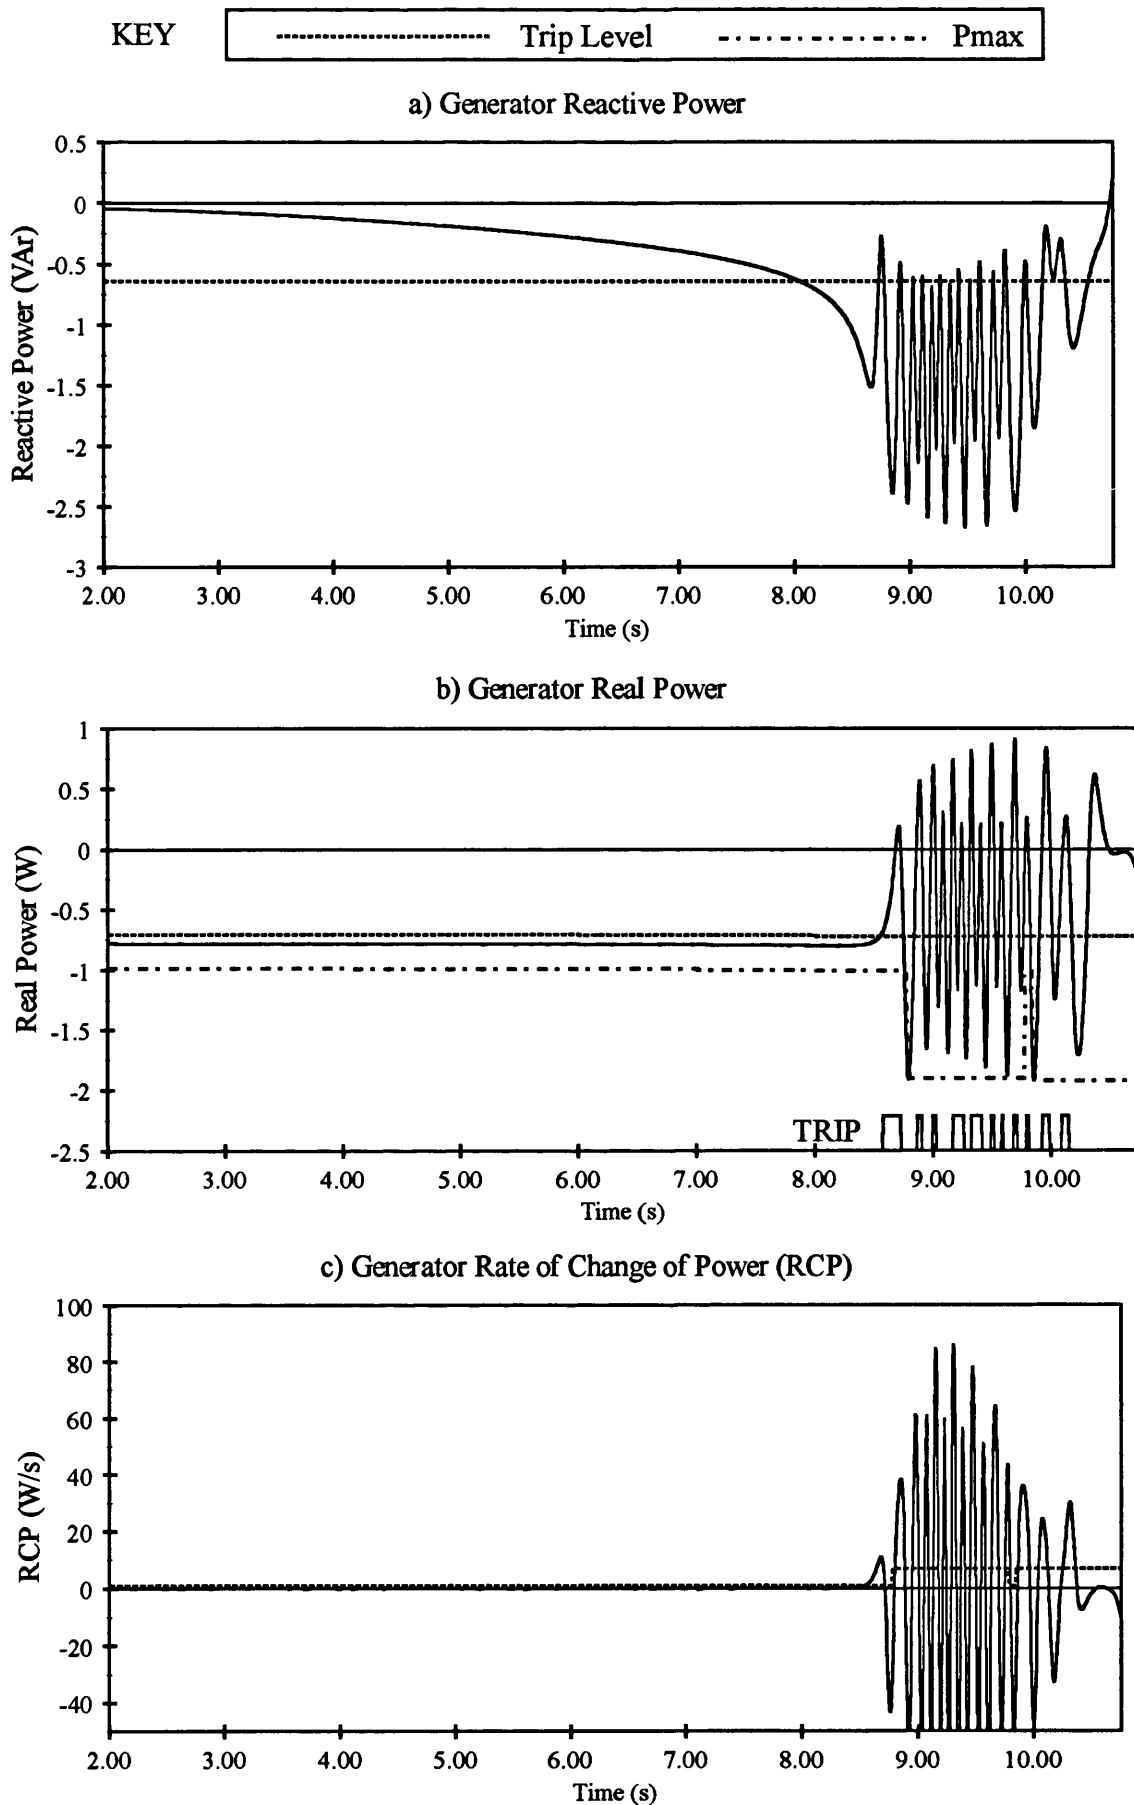 KEY Trip Level Pmax
a) Generator Reactive Power
0.5
0
-0.5
-1
-1.5
-2
-2.5
-3
Reactive Power (VAr)
2.00 3.00 4.00 5.00 6.00 7.00 8.00 9.00 10.00
Time (s)
b) Generator Real Power
1
0.5
0
-0.5
-1
-1.5
-2
-2.5
Real Power (W)
TRIP
2.00 3.00 4.00 5.00 6.00 7.00 8.00 9.00 10.00
Time (s)
c) Generator Rate of Change of Power (RCP)
100
80
60
40
20
0
-20
-40
RCP (W/s)
2.00 3.00 4.00 5.00 6.00 7.00 8.00 9.00 10.00
Time (s)